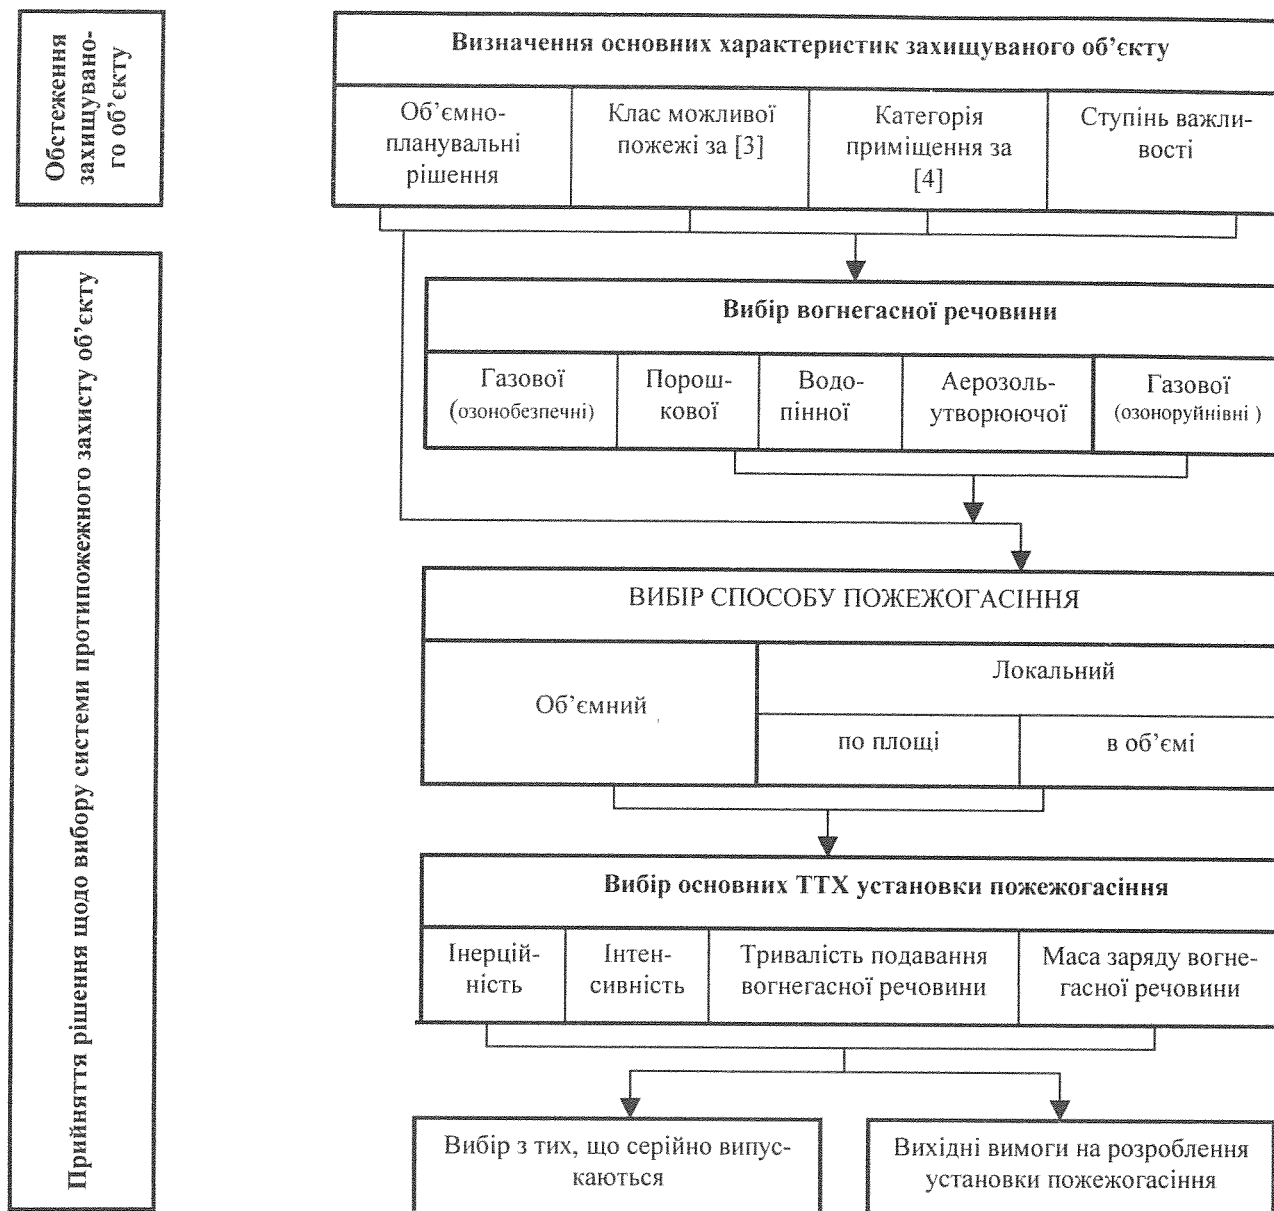 Обстеження
захищувано-
го об’єкту
Визначення основних характеристик захищуваного об’єкту
Об’ємно-
планувальні
рішення
Клас можливої
пожежі за [3]
Категорія
приміщення за
[4]
Ступінь важли-
вості
Прийняття рішення щодо вибору системи протипожежного захисту об’єкту
Вибір вогнегасної речовини
Газової
(озонобезпечні)
Порош-
кової
Водо-
пінної
Аерозоль-
утворюючої
Газової
(озоноруйнівні )
ВИБІР СПОСОБУ ПОЖЕЖОГАСІННЯ
Об’ємний
Локальний
по площі
в об’ємі
Вибір основних ТТХ установки пожежогасіння
Інерцій-
ність
Інтен-
сивність
Тривалість подавання
вогнегасної речовини
Маса заряду вогне-
гасної речовини
Вибір з тих, що серійно випус-
каються
Вихідні вимоги на розроблення
установки пожежогасіння